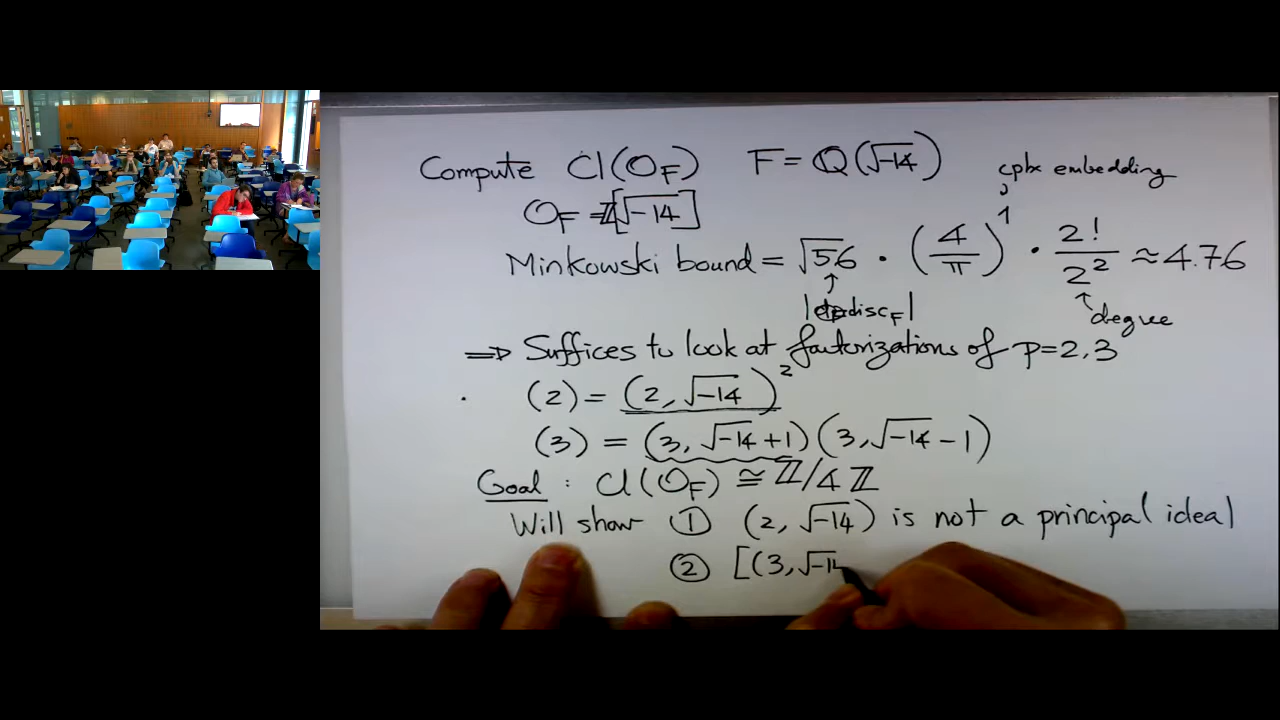 Compute Cl(O_F) F = Q(√-14)
cplx embedding
O_F = Z[√-14]
Minkowski bound = √56 · (4/π)^1 · 2!/2^2 ≈ 4.76
|disc_F|
degree
⇒ Suffices to look at factorizations of p=2,3
(2) = (2, √-14)^2
(3) = (3, √-14+1)(3, √-14-1)
Goal : Cl(O_F) ≅ Z/4Z
Will show ① (2, √-14) is not a principal ideal
② [(3, √-14